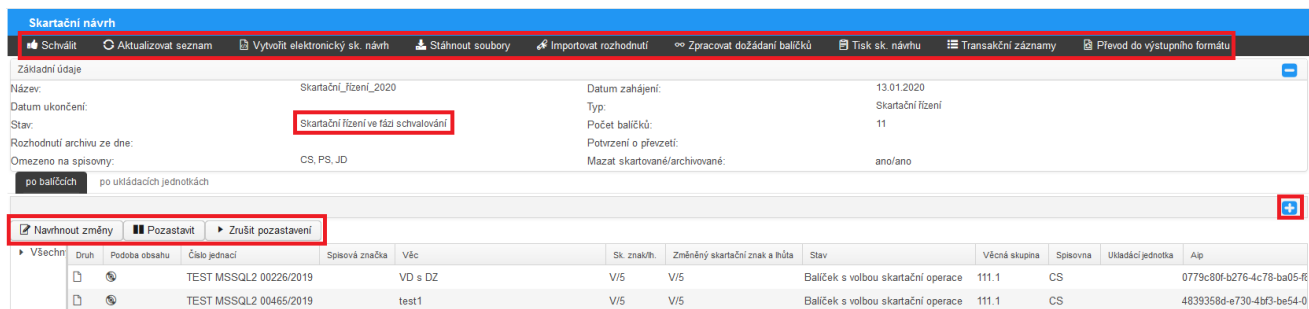 Skartační návrh
Schválit Aktualizovat seznam Vytvořit elektronický sk. návrh Stáhnout soubory Importovat rozhodnutí Zpracovat dožádaní balíčků Tisk sk. návrhu Transakční záznamy Převod do výstupního formátu
Základní údaje
Název: Skartační_řízení_2020 Datum zahájení: 13.01.2020
Datum ukončení: Typ: Skartační řízení
Stav: Skartační řízení ve fázi schvalování Počet balíčků: 11
Rozhodnutí archivu ze dne: Potvrzení o převzetí:
Omezeno na spisovny: CS, PS, JD Mazat skartované/archivované: ano/ano
po balíčcích po ukládacích jednotkách
Navrhnout změny Pozastavit Zrušit pozastavení
Všechn Druh Podoba obsahu Číslo jednací Spisová značka Věc Sk. znak/lh. Změněný skartační znak a lhůta Stav Věcná skupina Spisovna Ukládácí jednotka Aip
TEST MSSQL2 00226/2019 VD s DZ V/5 V/5 Balíček s volbou skartační operace 111.1 CS 0779c80f-b276-4c78-ba05-f8
TEST MSSQL2 00465/2019 test1 V/5 V/5 Balíček s volbou skartační operace 111.1 CS 4839358d-e730-4bf3-be54-0